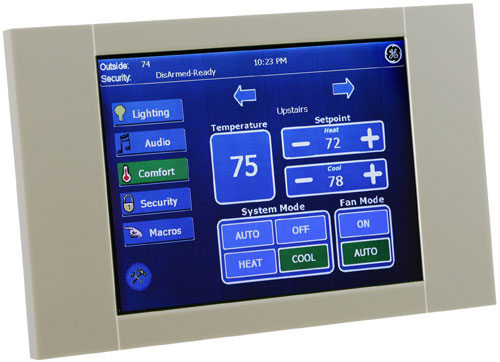 Outside: 74 10:23 PM
Security: DisArmed-Ready
GE
Lighting
Audio
Comfort
Security
Macros
Upstairs
Temperature
75
Setpoint
Heat
− 72 +
Cool
− 78 +
System Mode
AUTO OFF
HEAT COOL
Fan Mode
ON
AUTO